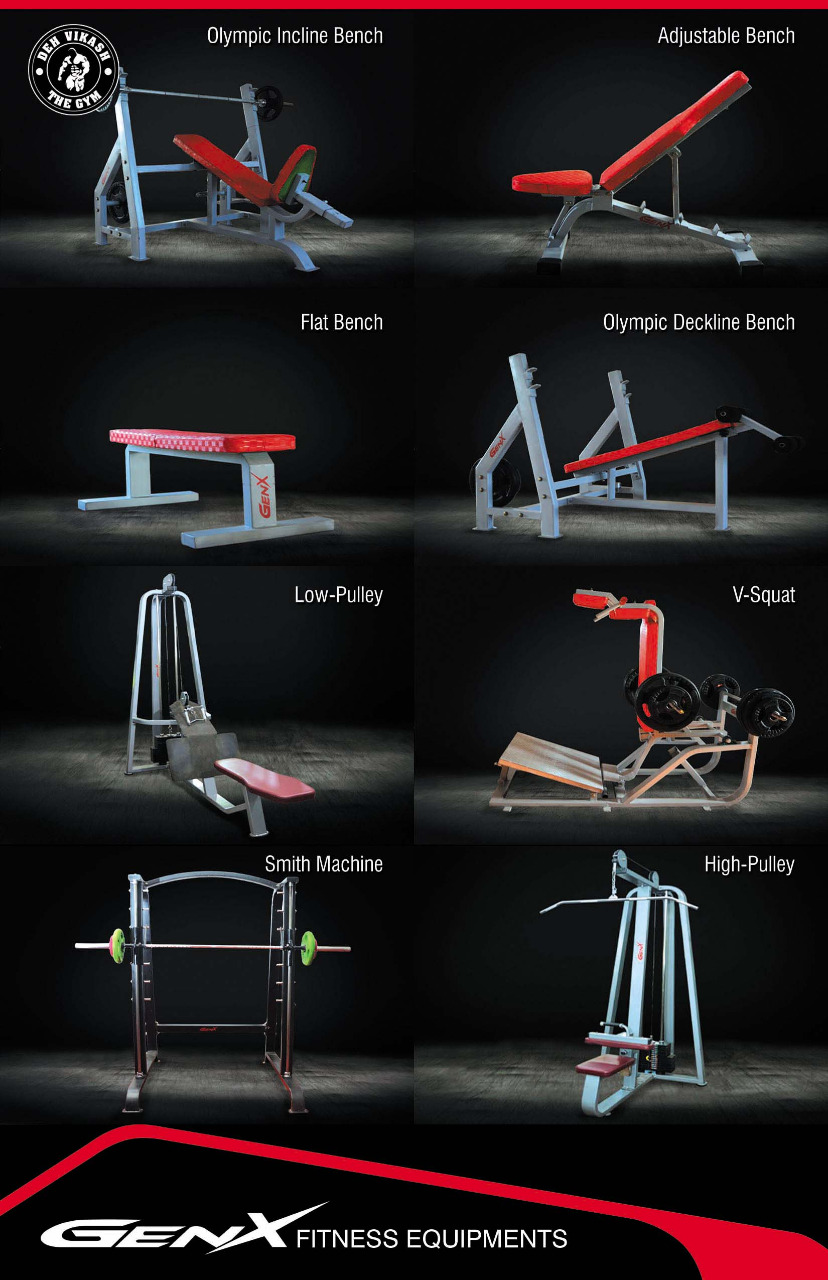 DEH VIKASH
THE GYM
Olympic Incline Bench
Adjustable Bench
Flat Bench
GENX
Olympic Deckline Bench
GENX
Low-Pulley
V-Squat
Smith Machine
GENX
High-Pulley
GENX
GENX FITNESS EQUIPMENTS